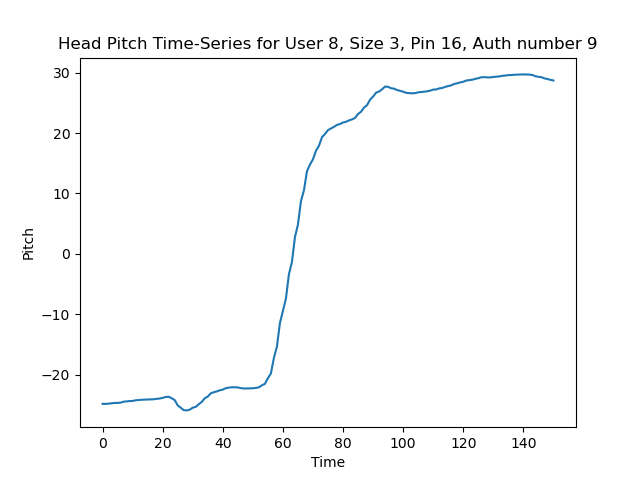 Head Pitch Time-Series for User 8, Size 3, Pin 16, Auth number 9
30
20
10
0
−10
−20
Pitch
0 20 40 60 80 100 120 140
Time